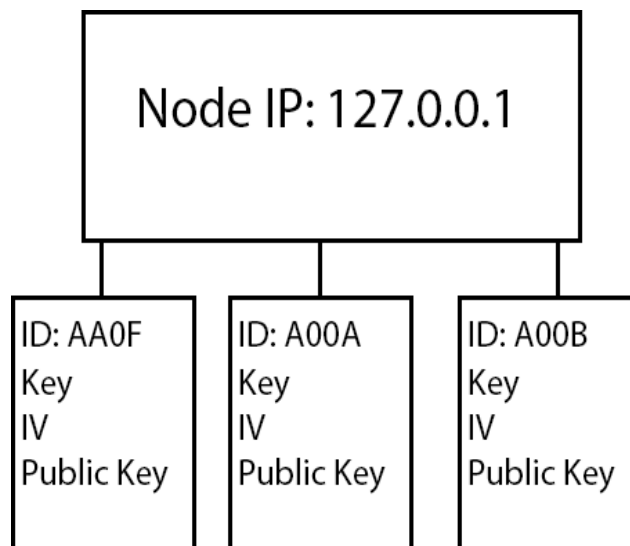 Node IP: 127.0.0.1
ID: AA0F
Key
IV
Public Key
ID: A00A
Key
IV
Public Key
ID: A00B
Key
IV
Public Key